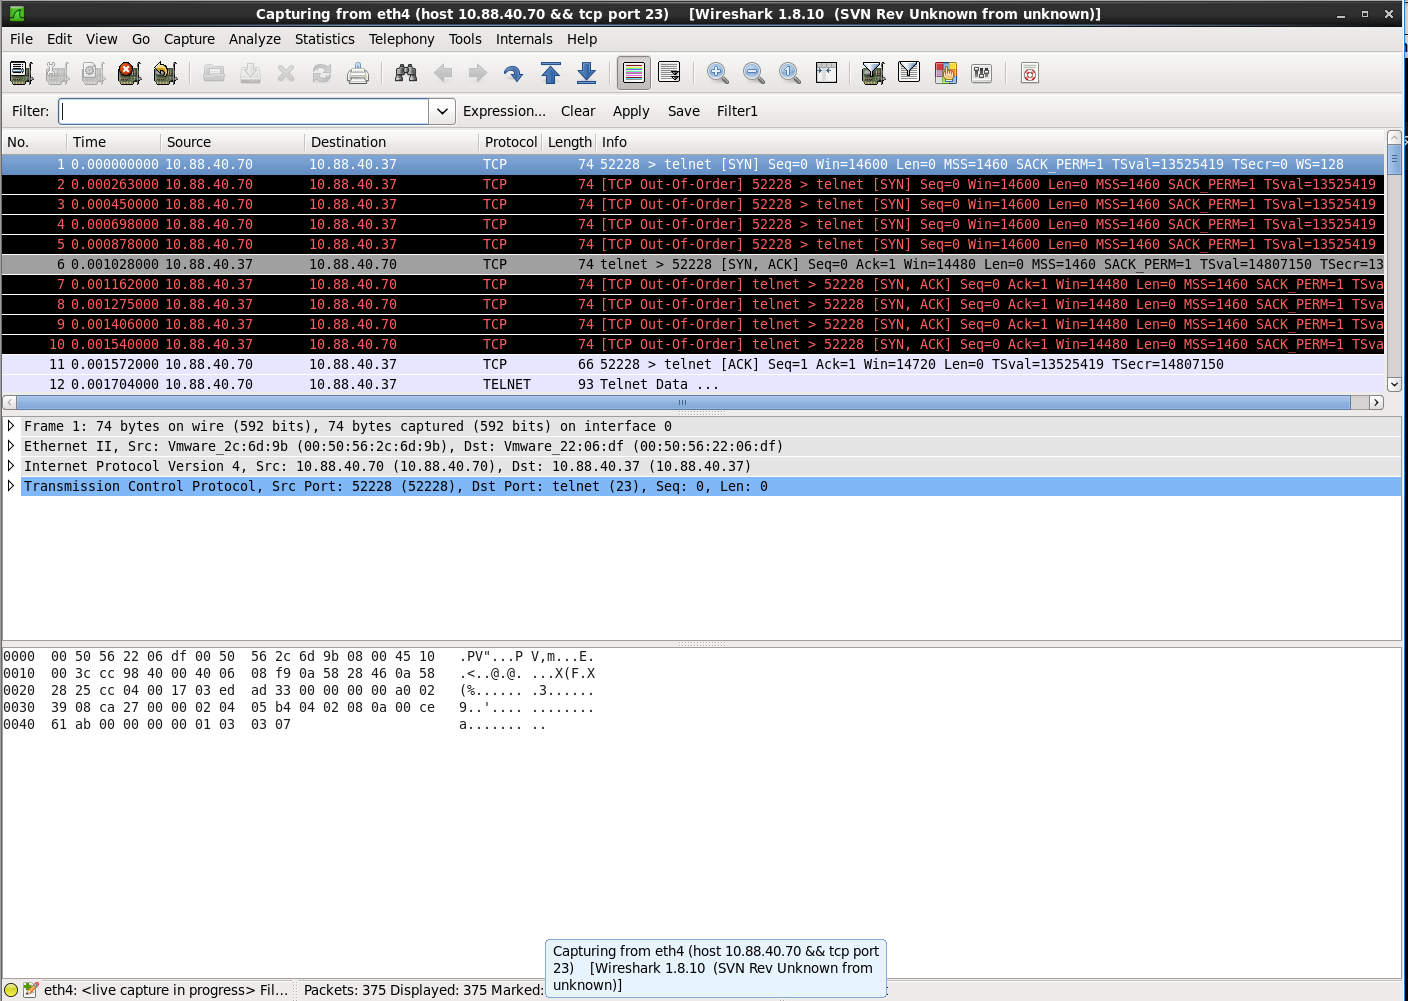 Capturing from eth4 (host 10.88.40.70 && tcp port 23)    [Wireshark 1.8.10  (SVN Rev Unknown from unknown)]
File Edit View Go Capture Analyze Statistics Telephony Tools Internals Help
Filter: Expression... Clear Apply Save Filter1
No. Time Source Destination Protocol Length Info
1 0.000000000 10.88.40.70 10.88.40.37 TCP 74 52228 > telnet [SYN] Seq=0 Win=14600 Len=0 MSS=1460 SACK_PERM=1 TSval=13525419 TSecr=0 WS=128
2 0.000263000 10.88.40.70 10.88.40.37 TCP 74 [TCP Out-Of-Order] 52228 > telnet [SYN] Seq=0 Win=14600 Len=0 MSS=1460 SACK_PERM=1 TSval=13525419
3 0.000450000 10.88.40.70 10.88.40.37 TCP 74 [TCP Out-Of-Order] 52228 > telnet [SYN] Seq=0 Win=14600 Len=0 MSS=1460 SACK_PERM=1 TSval=13525419
4 0.000698000 10.88.40.70 10.88.40.37 TCP 74 [TCP Out-Of-Order] 52228 > telnet [SYN] Seq=0 Win=14600 Len=0 MSS=1460 SACK_PERM=1 TSval=13525419
5 0.000878000 10.88.40.70 10.88.40.37 TCP 74 [TCP Out-Of-Order] 52228 > telnet [SYN] Seq=0 Win=14600 Len=0 MSS=1460 SACK_PERM=1 TSval=13525419
6 0.001028000 10.88.40.37 10.88.40.70 TCP 74 telnet > 52228 [SYN, ACK] Seq=0 Ack=1 Win=14480 Len=0 MSS=1460 SACK_PERM=1 TSval=14807150 TSecr=13
7 0.001162000 10.88.40.37 10.88.40.70 TCP 74 [TCP Out-Of-Order] telnet > 52228 [SYN, ACK] Seq=0 Ack=1 Win=14480 Len=0 MSS=1460 SACK_PERM=1 TSva
8 0.001275000 10.88.40.37 10.88.40.70 TCP 74 [TCP Out-Of-Order] telnet > 52228 [SYN, ACK] Seq=0 Ack=1 Win=14480 Len=0 MSS=1460 SACK_PERM=1 TSva
9 0.001406000 10.88.40.37 10.88.40.70 TCP 74 [TCP Out-Of-Order] telnet > 52228 [SYN, ACK] Seq=0 Ack=1 Win=14480 Len=0 MSS=1460 SACK_PERM=1 TSva
10 0.001540000 10.88.40.37 10.88.40.70 TCP 74 [TCP Out-Of-Order] telnet > 52228 [SYN, ACK] Seq=0 Ack=1 Win=14480 Len=0 MSS=1460 SACK_PERM=1 TSva
11 0.001572000 10.88.40.70 10.88.40.37 TCP 66 52228 > telnet [ACK] Seq=1 Ack=1 Win=14720 Len=0 TSval=13525419 TSecr=14807150
12 0.001704000 10.88.40.70 10.88.40.37 TELNET 93 Telnet Data ...
Frame 1: 74 bytes on wire (592 bits), 74 bytes captured (592 bits) on interface 0
Ethernet II, Src: Vmware_2c:6d:9b (00:50:56:2c:6d:9b), Dst: Vmware_22:06:df (00:50:56:22:06:df)
Internet Protocol Version 4, Src: 10.88.40.70 (10.88.40.70), Dst: 10.88.40.37 (10.88.40.37)
Transmission Control Protocol, Src Port: 52228 (52228), Dst Port: telnet (23), Seq: 0, Len: 0
0000  00 50 56 22 06 df 00 50  56 2c 6d 9b 08 00 45 10   .PV"...P V,m...E.
0010  00 3c cc 98 40 00 40 06  08 f9 0a 58 28 46 0a 58   .<..@.@. ...X(F.X
0020  28 25 cc 04 00 17 03 ed  ad 33 00 00 00 00 a0 02   (%...... .3......
0030  39 08 ca 27 00 00 02 04  05 b4 04 02 08 0a 00 ce   9..'.... ........
0040  61 ab 00 00 00 00 01 03  03 07   a....... ..
Capturing from eth4 (host 10.88.40.70 && tcp port
23)    [Wireshark 1.8.10  (SVN Rev Unknown from
unknown)]
eth4: <live capture in progress> Fil... Packets: 375 Displayed: 375 Marked: